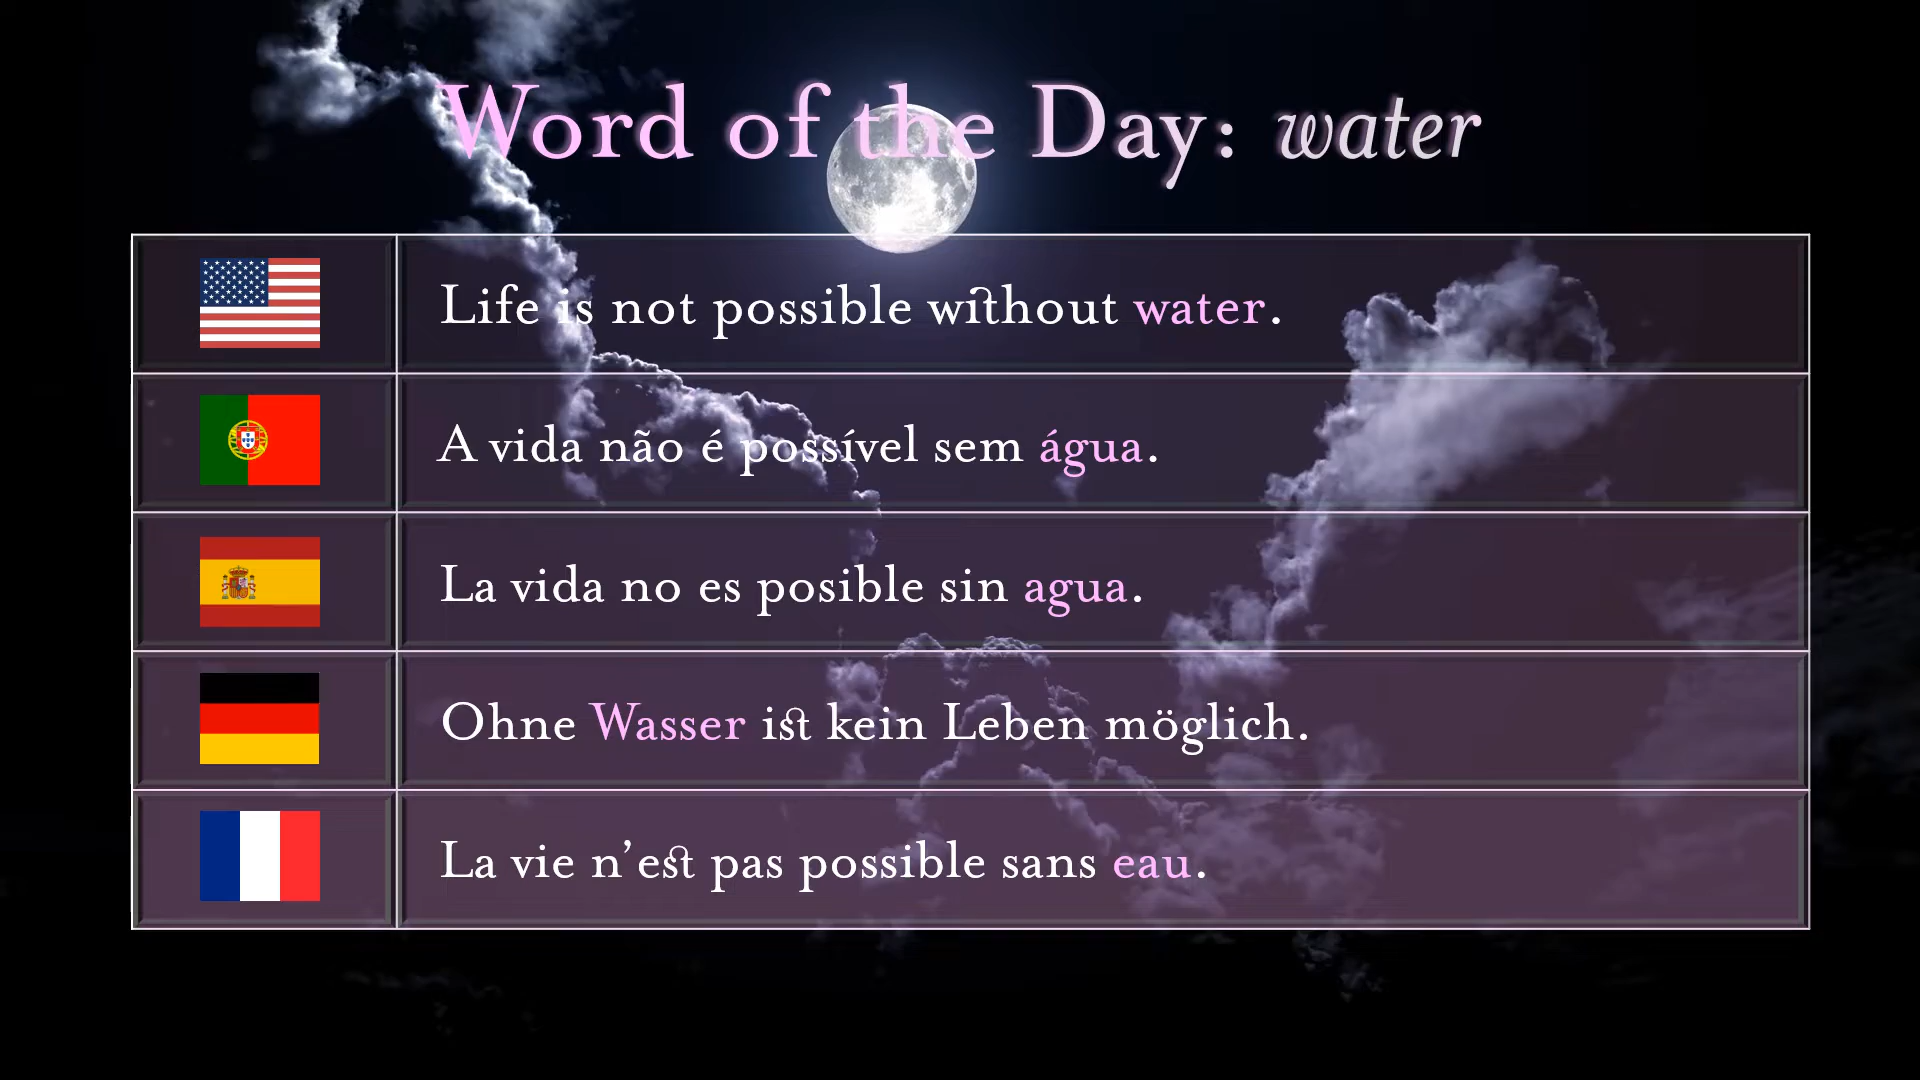 Word of the Day: water
Life is not possible without water.
A vida não é possível sem água.
La vida no es posible sin agua.
Ohne Wasser ist kein Leben möglich.
La vie n’est pas possible sans eau.